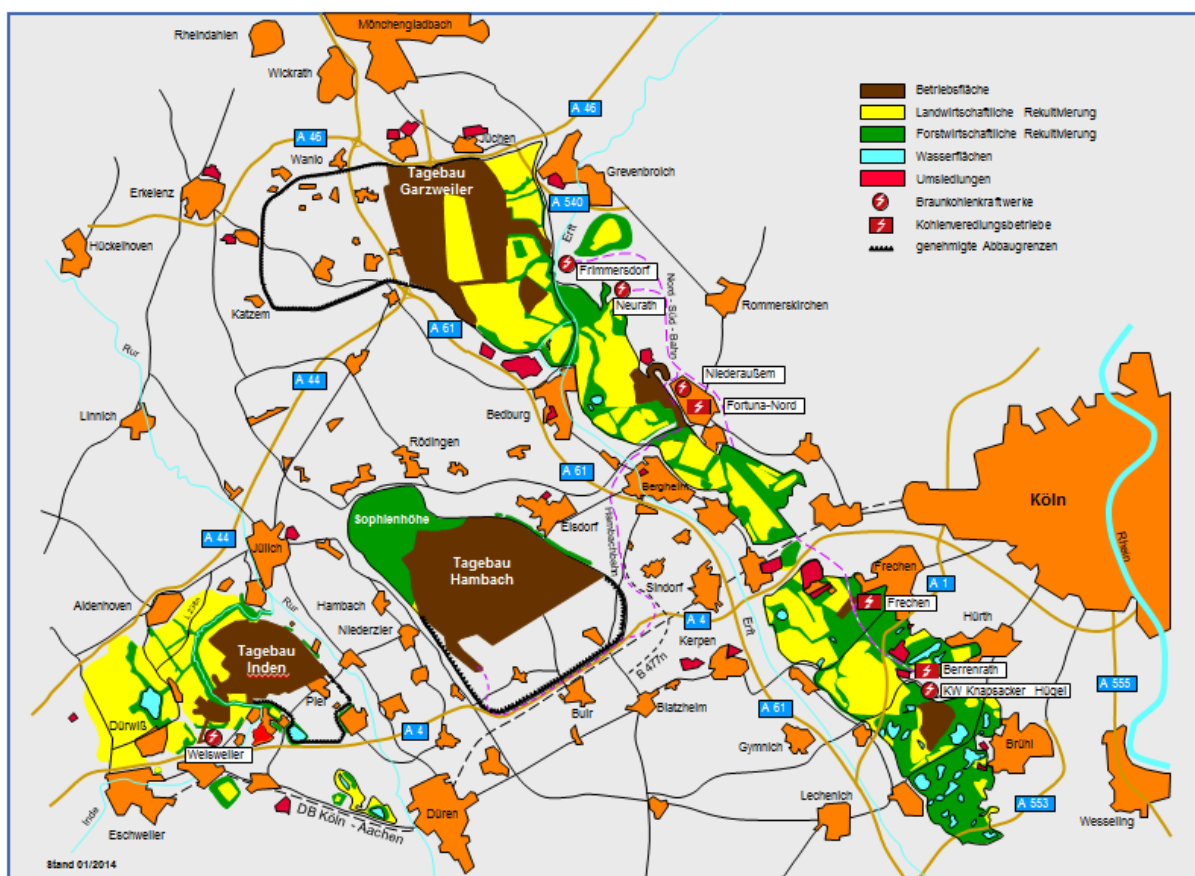 Mönchengladbach
Rheindahlen
Wickrath
A 46
A 46
Jüchen
Wanlo
Tagebau
Garzweiler
Grevenbroich
Erkelenz
A 540
Erft
Hückelhoven
Frimmersdorf
Neurath
Nord - Süd - Bahn
Rommerskirchen
Katzem
A 61
Rur
A 44
Niederaußem
Fortuna-Nord
Linnich
Bedburg
Rödingen
A 61
Bergheim
Köln
Sophienhöhe
Elsdorf
Hambachbahn
Rhein
A 44
Jülich
Tagebau
Hambach
Sindorf
Frechen
A 1
Aldenhoven
L 238n
Rur
Hambach
Niederzier
Frechen
Hürth
A 4
Erft
Kerpen
B 477n
Tagebau
Inden
Pier
Berrenrath
KW Knapsacker Hügel
A 555
Dürwiß
Buir
Blatzheim
A 61
A 4
Weisweiler
Gymnich
Brühl
Lechenich
A 553
Inde
Eschweiler
DB Köln - Aachen
Düren
Wesseling
Stand 01/2014
Betriebsfläche
Landwirtschaftliche Rekultivierung
Forstwirtschaftliche Rekultivierung
Wasserflächen
Umsiedlungen
Braunkohlenkraftwerke
Kohlenveredlungsbetriebe
genehmigte Abbaugrenzen